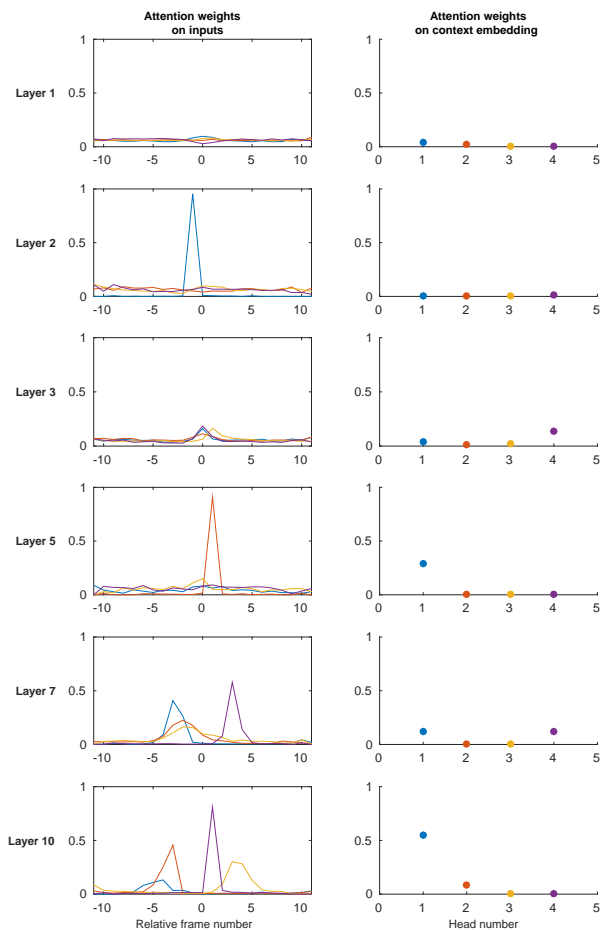 Attention weights
on inputs
Attention weights
on context embedding
Layer 1
1
0.5
0
-10 -5 0 5 10
1
0.5
0
0 1 2 3 4 5
Layer 2
1
0.5
0
-10 -5 0 5 10
1
0.5
0
0 1 2 3 4 5
Layer 3
1
0.5
0
-10 -5 0 5 10
1
0.5
0
0 1 2 3 4 5
Layer 5
1
0.5
0
-10 -5 0 5 10
1
0.5
0
0 1 2 3 4 5
Layer 7
1
0.5
0
-10 -5 0 5 10
1
0.5
0
0 1 2 3 4 5
Layer 10
1
0.5
0
-10 -5 0 5 10
Relative frame number
1
0.5
0
0 1 2 3 4 5
Head number